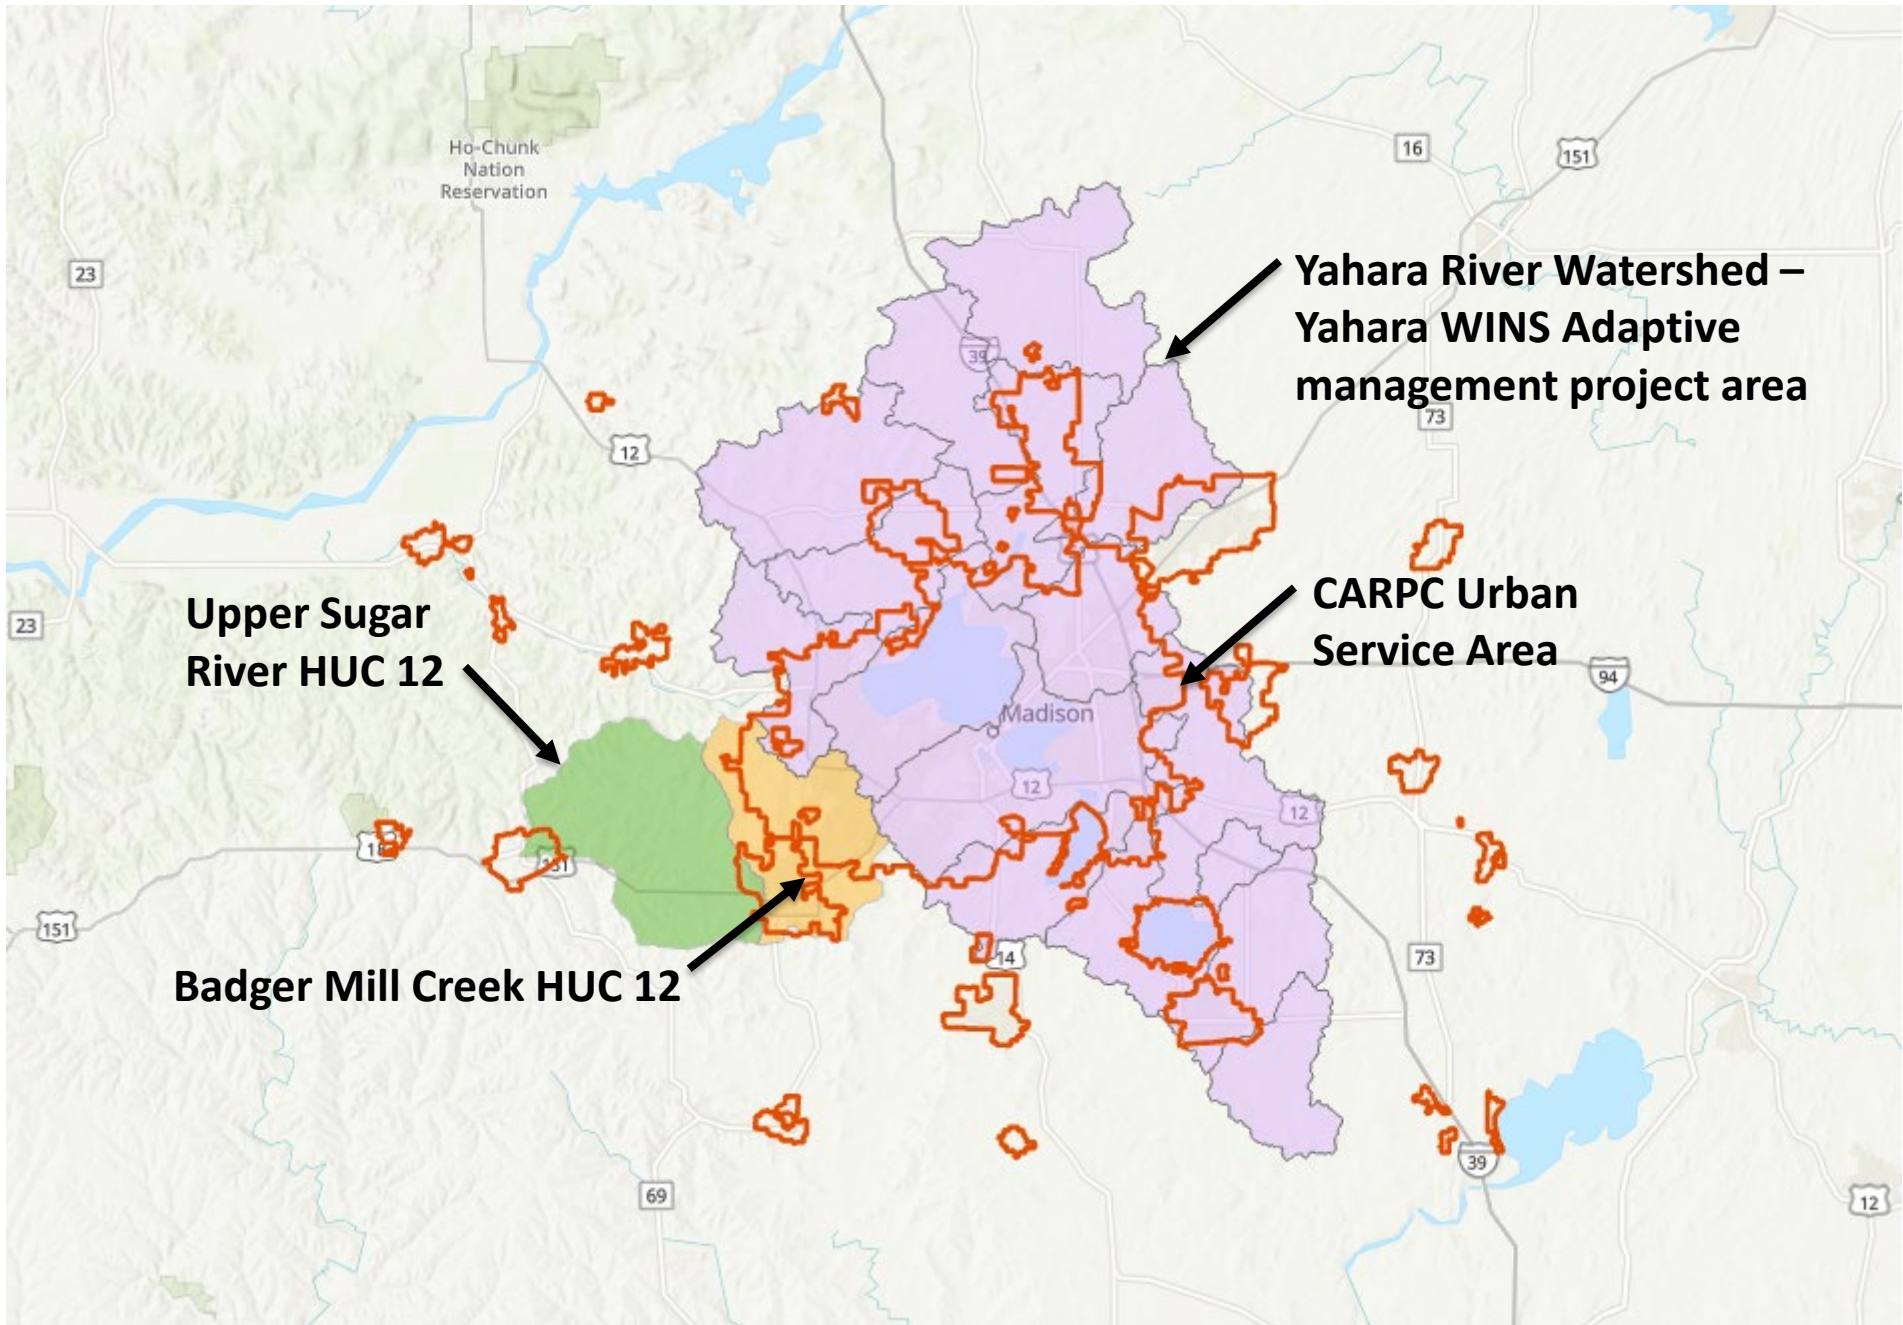 Ho-Chunk
Nation
Reservation
16
151
23
Yahara River Watershed –
Yahara WINS Adaptive
management project area
39
73
12
CARPC Urban
Service Area
Upper Sugar
River HUC 12
23
94
Madison
12
12
151
73
14
Badger Mill Creek HUC 12
39
69
12